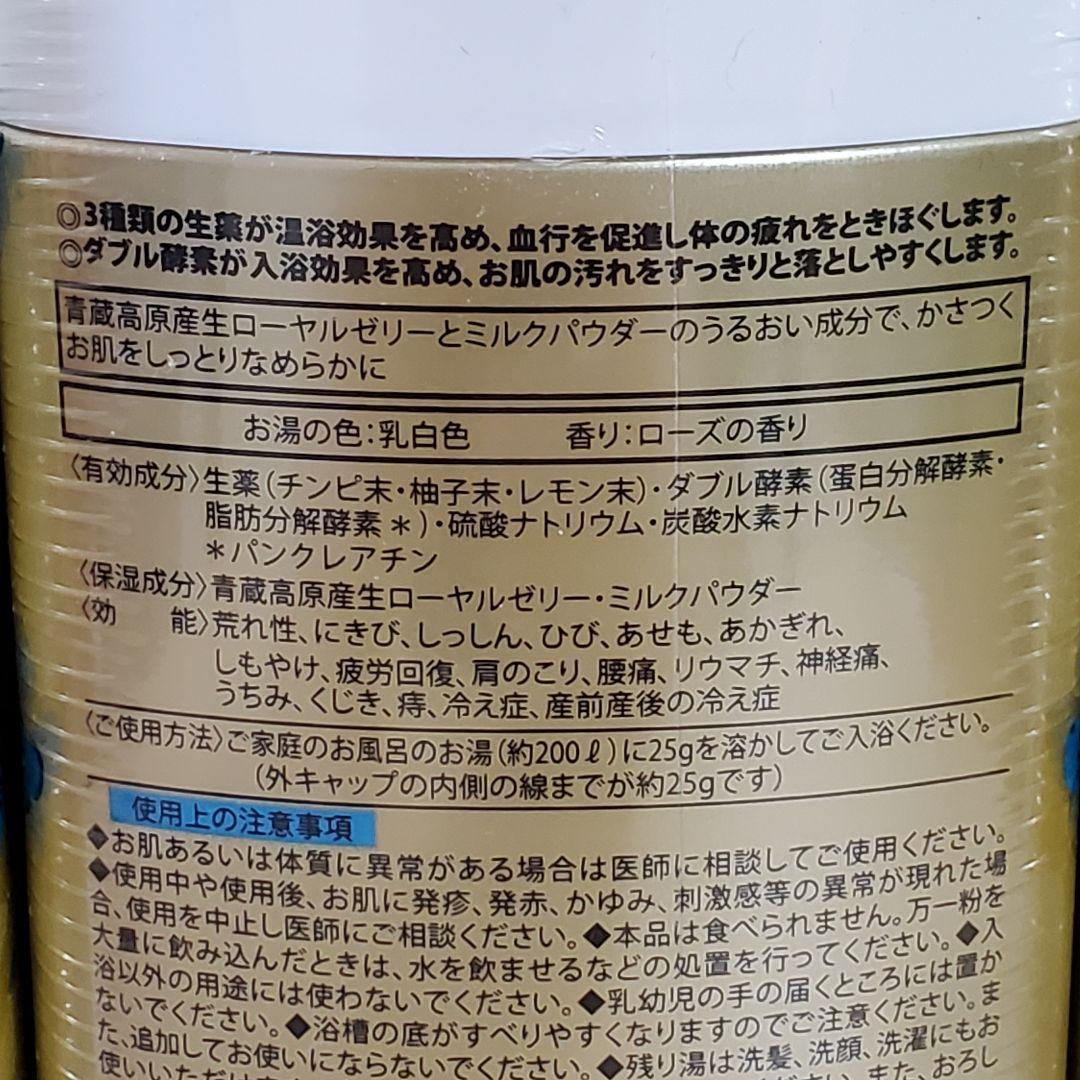 ◎3種類の生薬が温浴効果を高め、血行を促進し体の疲れをときほぐします。
◎ダブル酵素が入浴効果を高め、お肌の汚れをすっきりと落としやすくします。
青蔵高原産生ローヤルゼリーとミルクパウダーのうるおい成分で、かさつく
お肌をしっとりなめらかに
お湯の色：乳白色 香り：ローズの香り
〈有効成分〉生薬（チンピ末・柚子末・レモン末）・ダブル酵素（蛋白分解酵素・
脂肪分解酵素＊）・硫酸ナトリウム・炭酸水素ナトリウム
＊パンクレアチン
〈保湿成分〉青蔵高原産生ローヤルゼリー・ミルクパウダー
〈効 能〉荒れ性、にきび、しっしん、ひび、あせも、あかぎれ、
しもやけ、疲労回復、肩のこり、腰痛、リウマチ、神経痛、
うちみ、くじき、痔、冷え症、産前産後の冷え症
〈ご使用方法〉ご家庭のお風呂のお湯（約200ℓ）に25gを溶かしてご入浴ください。
（外キャップの内側の線までが約25gです）
使用上の注意事項
◆お肌あるいは体質に異常がある場合は医師に相談してご使用ください。
◆使用中や使用後、お肌に発疹、発赤、かゆみ、刺激感等の異常が現れた場
合、使用を中止し医師にご相談ください。◆本品は食べられません。万一粉を
大量に飲み込んだときは、水を飲ませるなどの処置を行ってください。◆入
浴以外の用途には使わないでください。◆乳幼児の手の届くところには置か
ないでください。◆浴槽の底がすべりやすくなりますのでご注意ください。ま
た、追加してお使いにならないでください。◆残り湯は洗髪、洗顔、洗濯にもお
使いいただけ ください。また、おろし